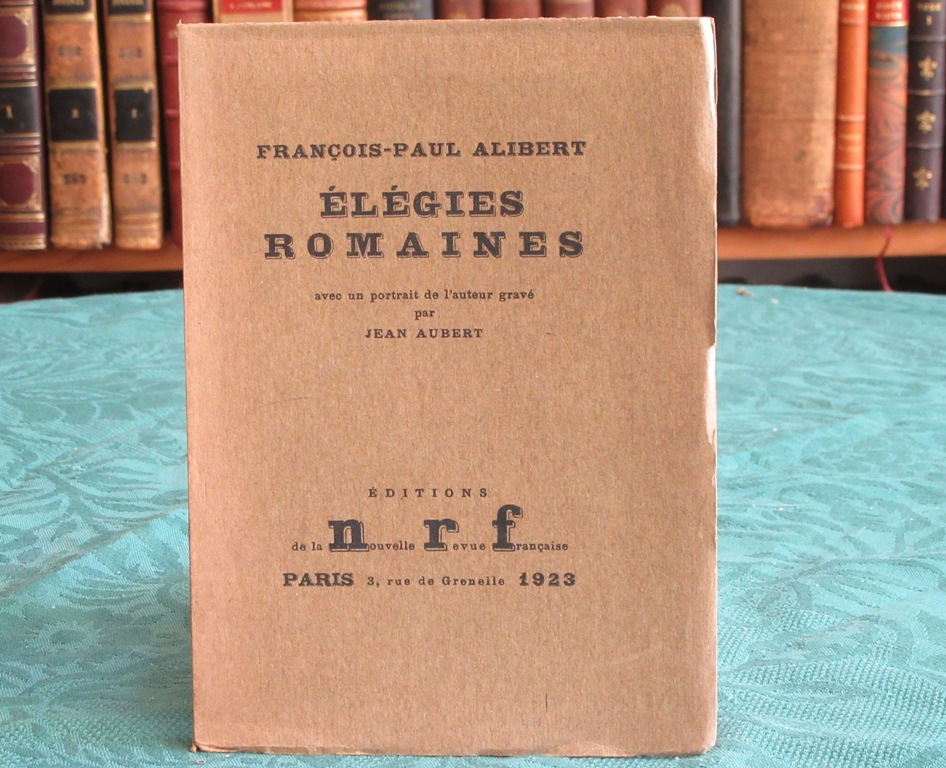 FRANÇOIS-PAUL ALIBERT
ÉLÉGIES
ROMAINES
avec un portrait de l'auteur gravé
par
JEAN AUBERT
ÉDITIONS
de la nouvelle revue française
PARIS 3, rue de Grenelle 1923